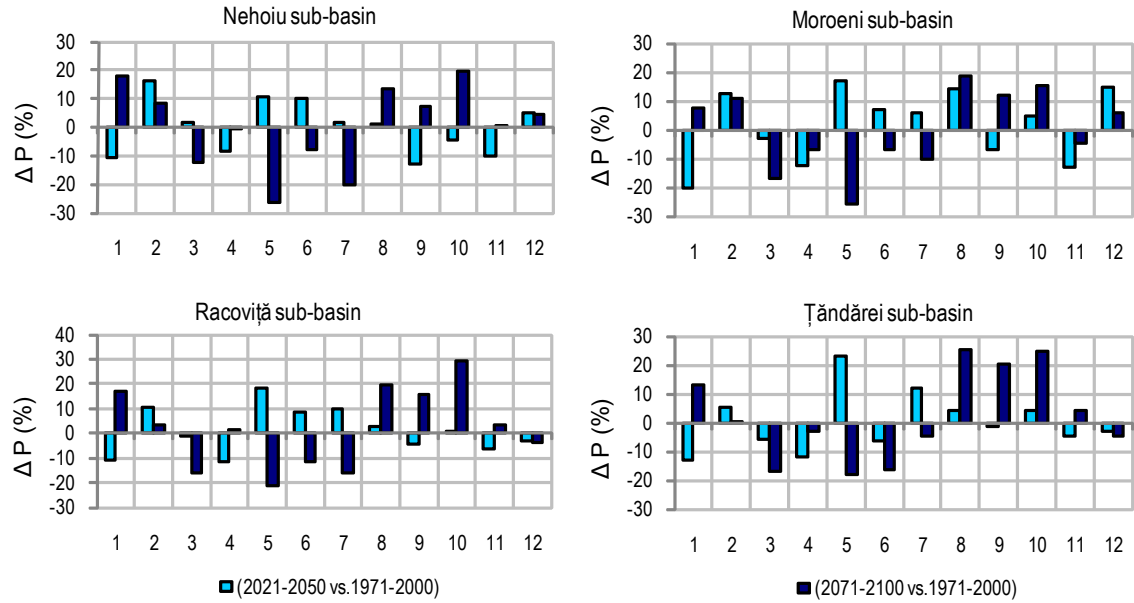 Nehoiu sub-basin
30
20
10
0
-10
-20
-30
Δ P (%)
1 2 3 4 5 6 7 8 9 10 11 12
Moroeni sub-basin
30
20
10
0
-10
-20
-30
Δ P (%)
1 2 3 4 5 6 7 8 9 10 11 12
Racoviță sub-basin
40
30
20
10
0
-10
-20
-30
Δ P (%)
1 2 3 4 5 6 7 8 9 10 11 12
Țăndărei sub-basin
30
20
10
0
-10
-20
-30
Δ P (%)
1 2 3 4 5 6 7 8 9 10 11 12
(2021-2050 vs.1971-2000)
(2071-2100 vs.1971-2000)